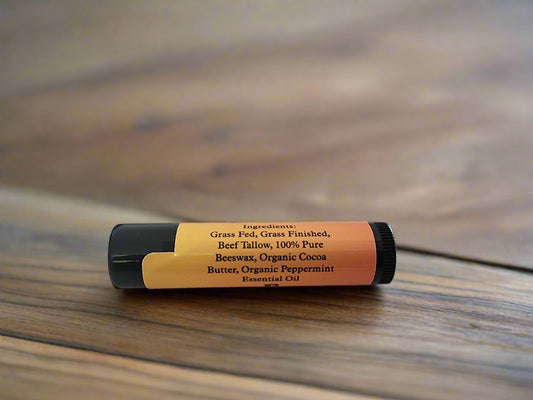 Ingredients:
Grass Fed, Grass Finished,
Beef Tallow, 100% Pure
Beeswax, Organic Cocoa
Butter, Organic Peppermint
Essential Oil